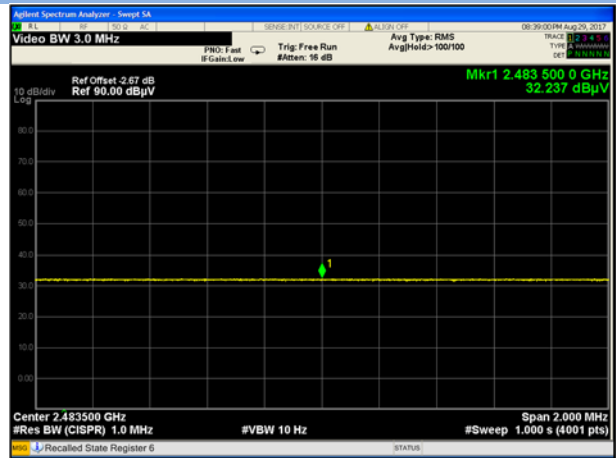 Agilent Spectrum Analyzer - Swept SA
RL RF 50 Ω AC SENSE:INT SOURCE OFF ALIGN OFF 08:39:00 PM Aug 29, 2017
Video BW 3.0 MHz
PNO: Fast
IFGain:Low
Trig: Free Run
#Atten: 16 dB
Avg Type: RMS
Avg|Hold:> 100/100
TRACE 1 2 3 4 5 6
TYPE A
DET P N N N N N
Mkr1 2.483 500 0 GHz
32.237 dBµV
Ref Offset -2.67 dB
10 dB/div Ref 90.00 dBµV
Log
80.0
70.0
60.0
50.0
40.0
1
30.0
20.0
10.0
0.00
Center 2.483500 GHz Span 2.000 MHz
#Res BW (CISPR) 1.0 MHz #VBW 10 Hz #Sweep 1.000 s (4001 pts)
MSG Recalled State Register 6 STATUS